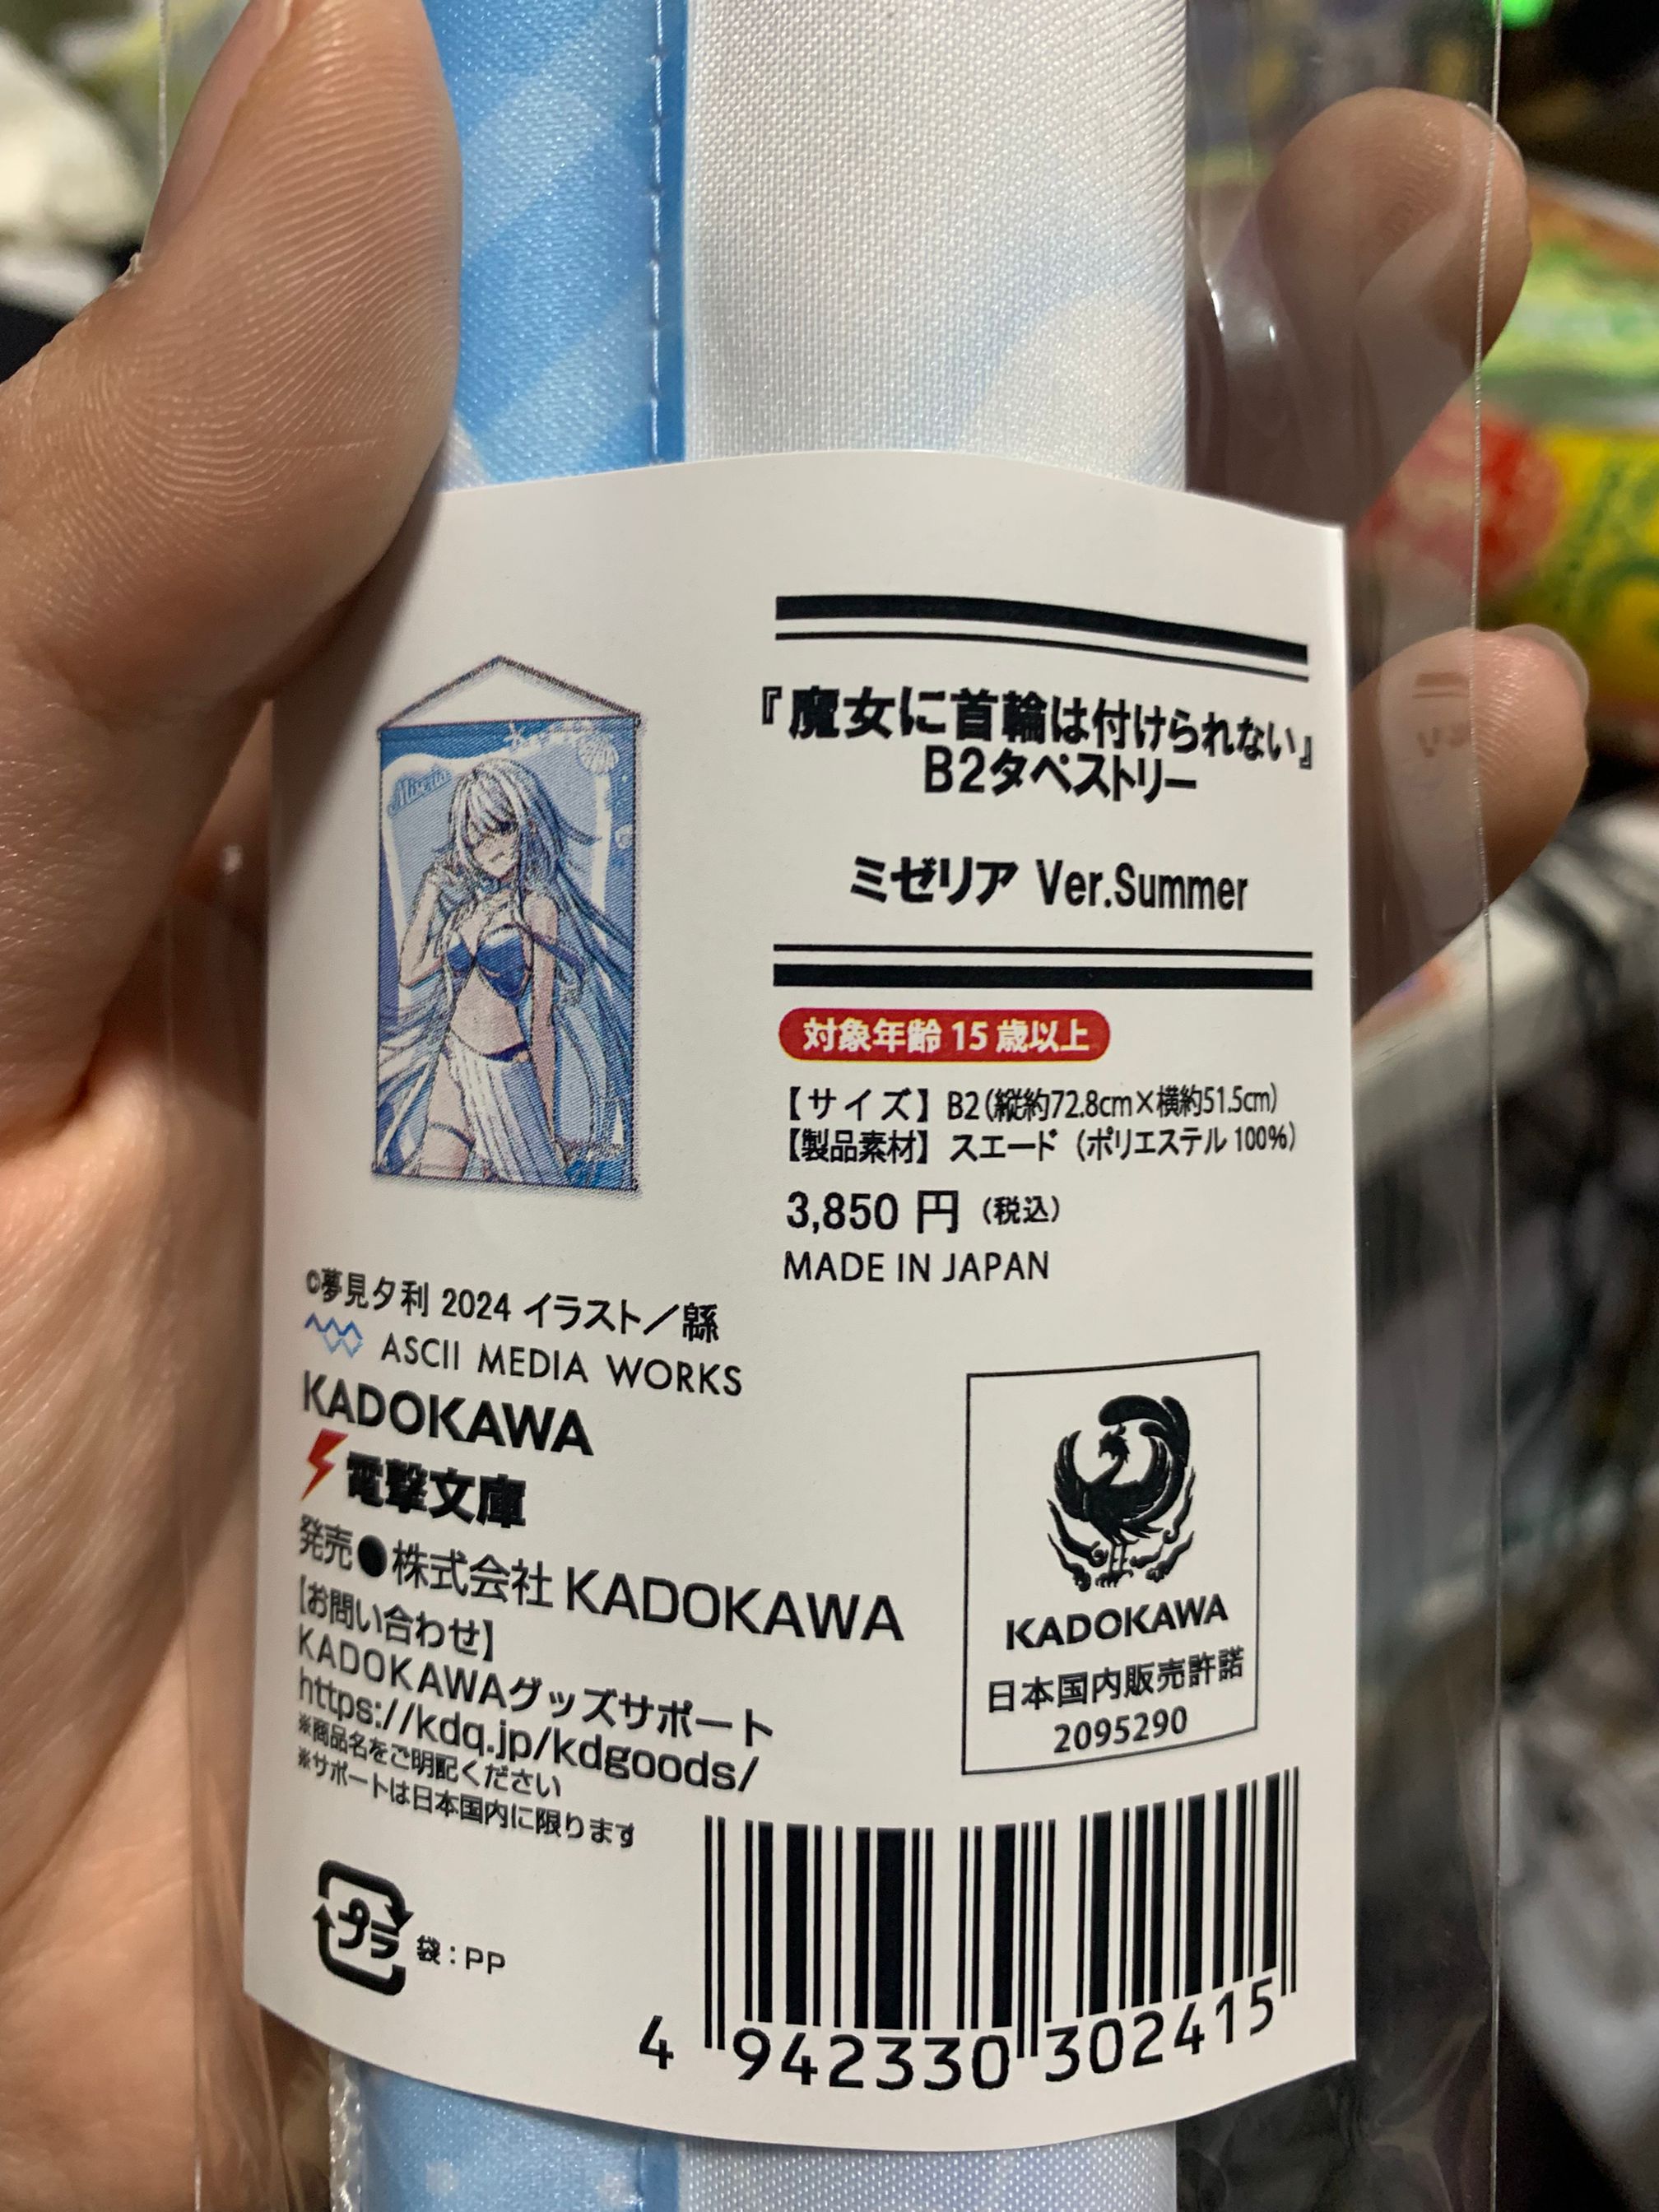 『魔女に首輪は付けられない』
B2タペストリー
ミゼリア Ver.Summer
対象年齢 15 歳以上
【サイズ】B2(縦約72.8cm×横約51.5cm)
【製品素材】スエード (ポリエステル 100%)
3,850 円 (税込)
MADE IN JAPAN
©夢見夕利 2024 イラスト／縣
ASCII MEDIA WORKS
KADOKAWA
電撃文庫
発売●株式会社 KADOKAWA
【お問い合わせ】
KADOKAWAグッズサポート
https://kdq.jp/kdgoods/
※商品名をご明記ください
※サポートは日本国内に限ります
プラ
袋：PP
KADOKAWA
日本国内販売許諾
2095290
4 942330 302415